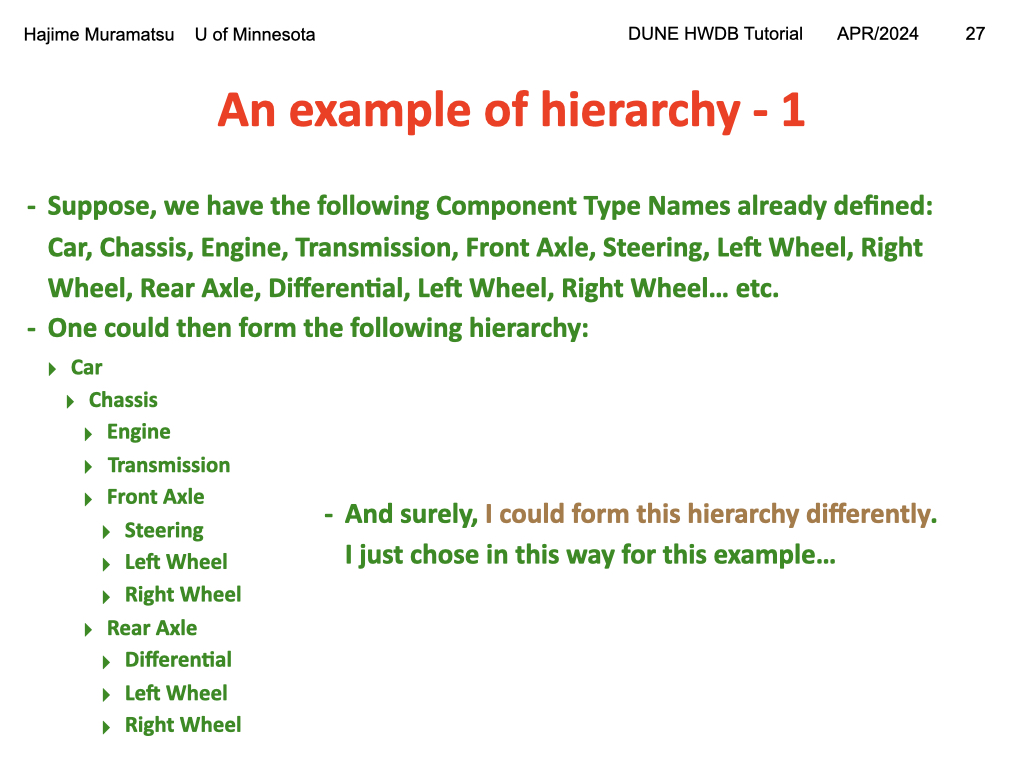 Hajime Muramatsu U of Minnesota DUNE HWDB Tutorial APR/2024 27
An example of hierarchy - 1
- Suppose, we have the following Component Type Names already defined:
Car, Chassis, Engine, Transmission, Front Axle, Steering, Left Wheel, Right
Wheel, Rear Axle, Differential, Left Wheel, Right Wheel… etc.
- One could then form the following hierarchy:
Car
Chassis
Engine
Transmission
Front Axle
Steering
Left Wheel
Right Wheel
Rear Axle
Differential
Left Wheel
Right Wheel
- And surely, I could form this hierarchy differently.
I just chose in this way for this example…